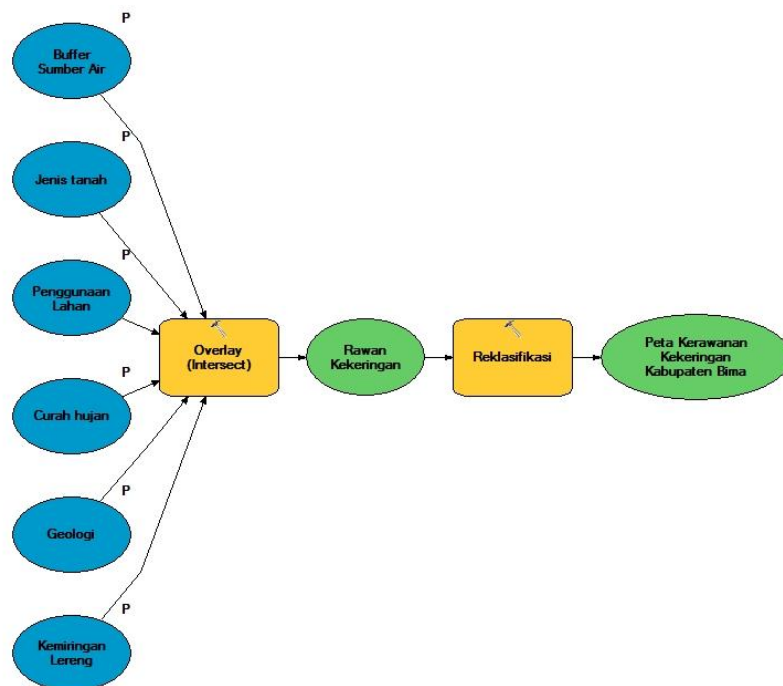 P
Buffer
Sumber Air
P
Jenis tanah
P
Penggunaan
Lahan
Overlay
(Intersect)
Rawan
Kekeringan
Reklasifikasi
Peta Kerawanan
Kekeringan
Kabupaten Bima
P
Curah hujan
P
Geologi
P
Kemiringan
Lereng